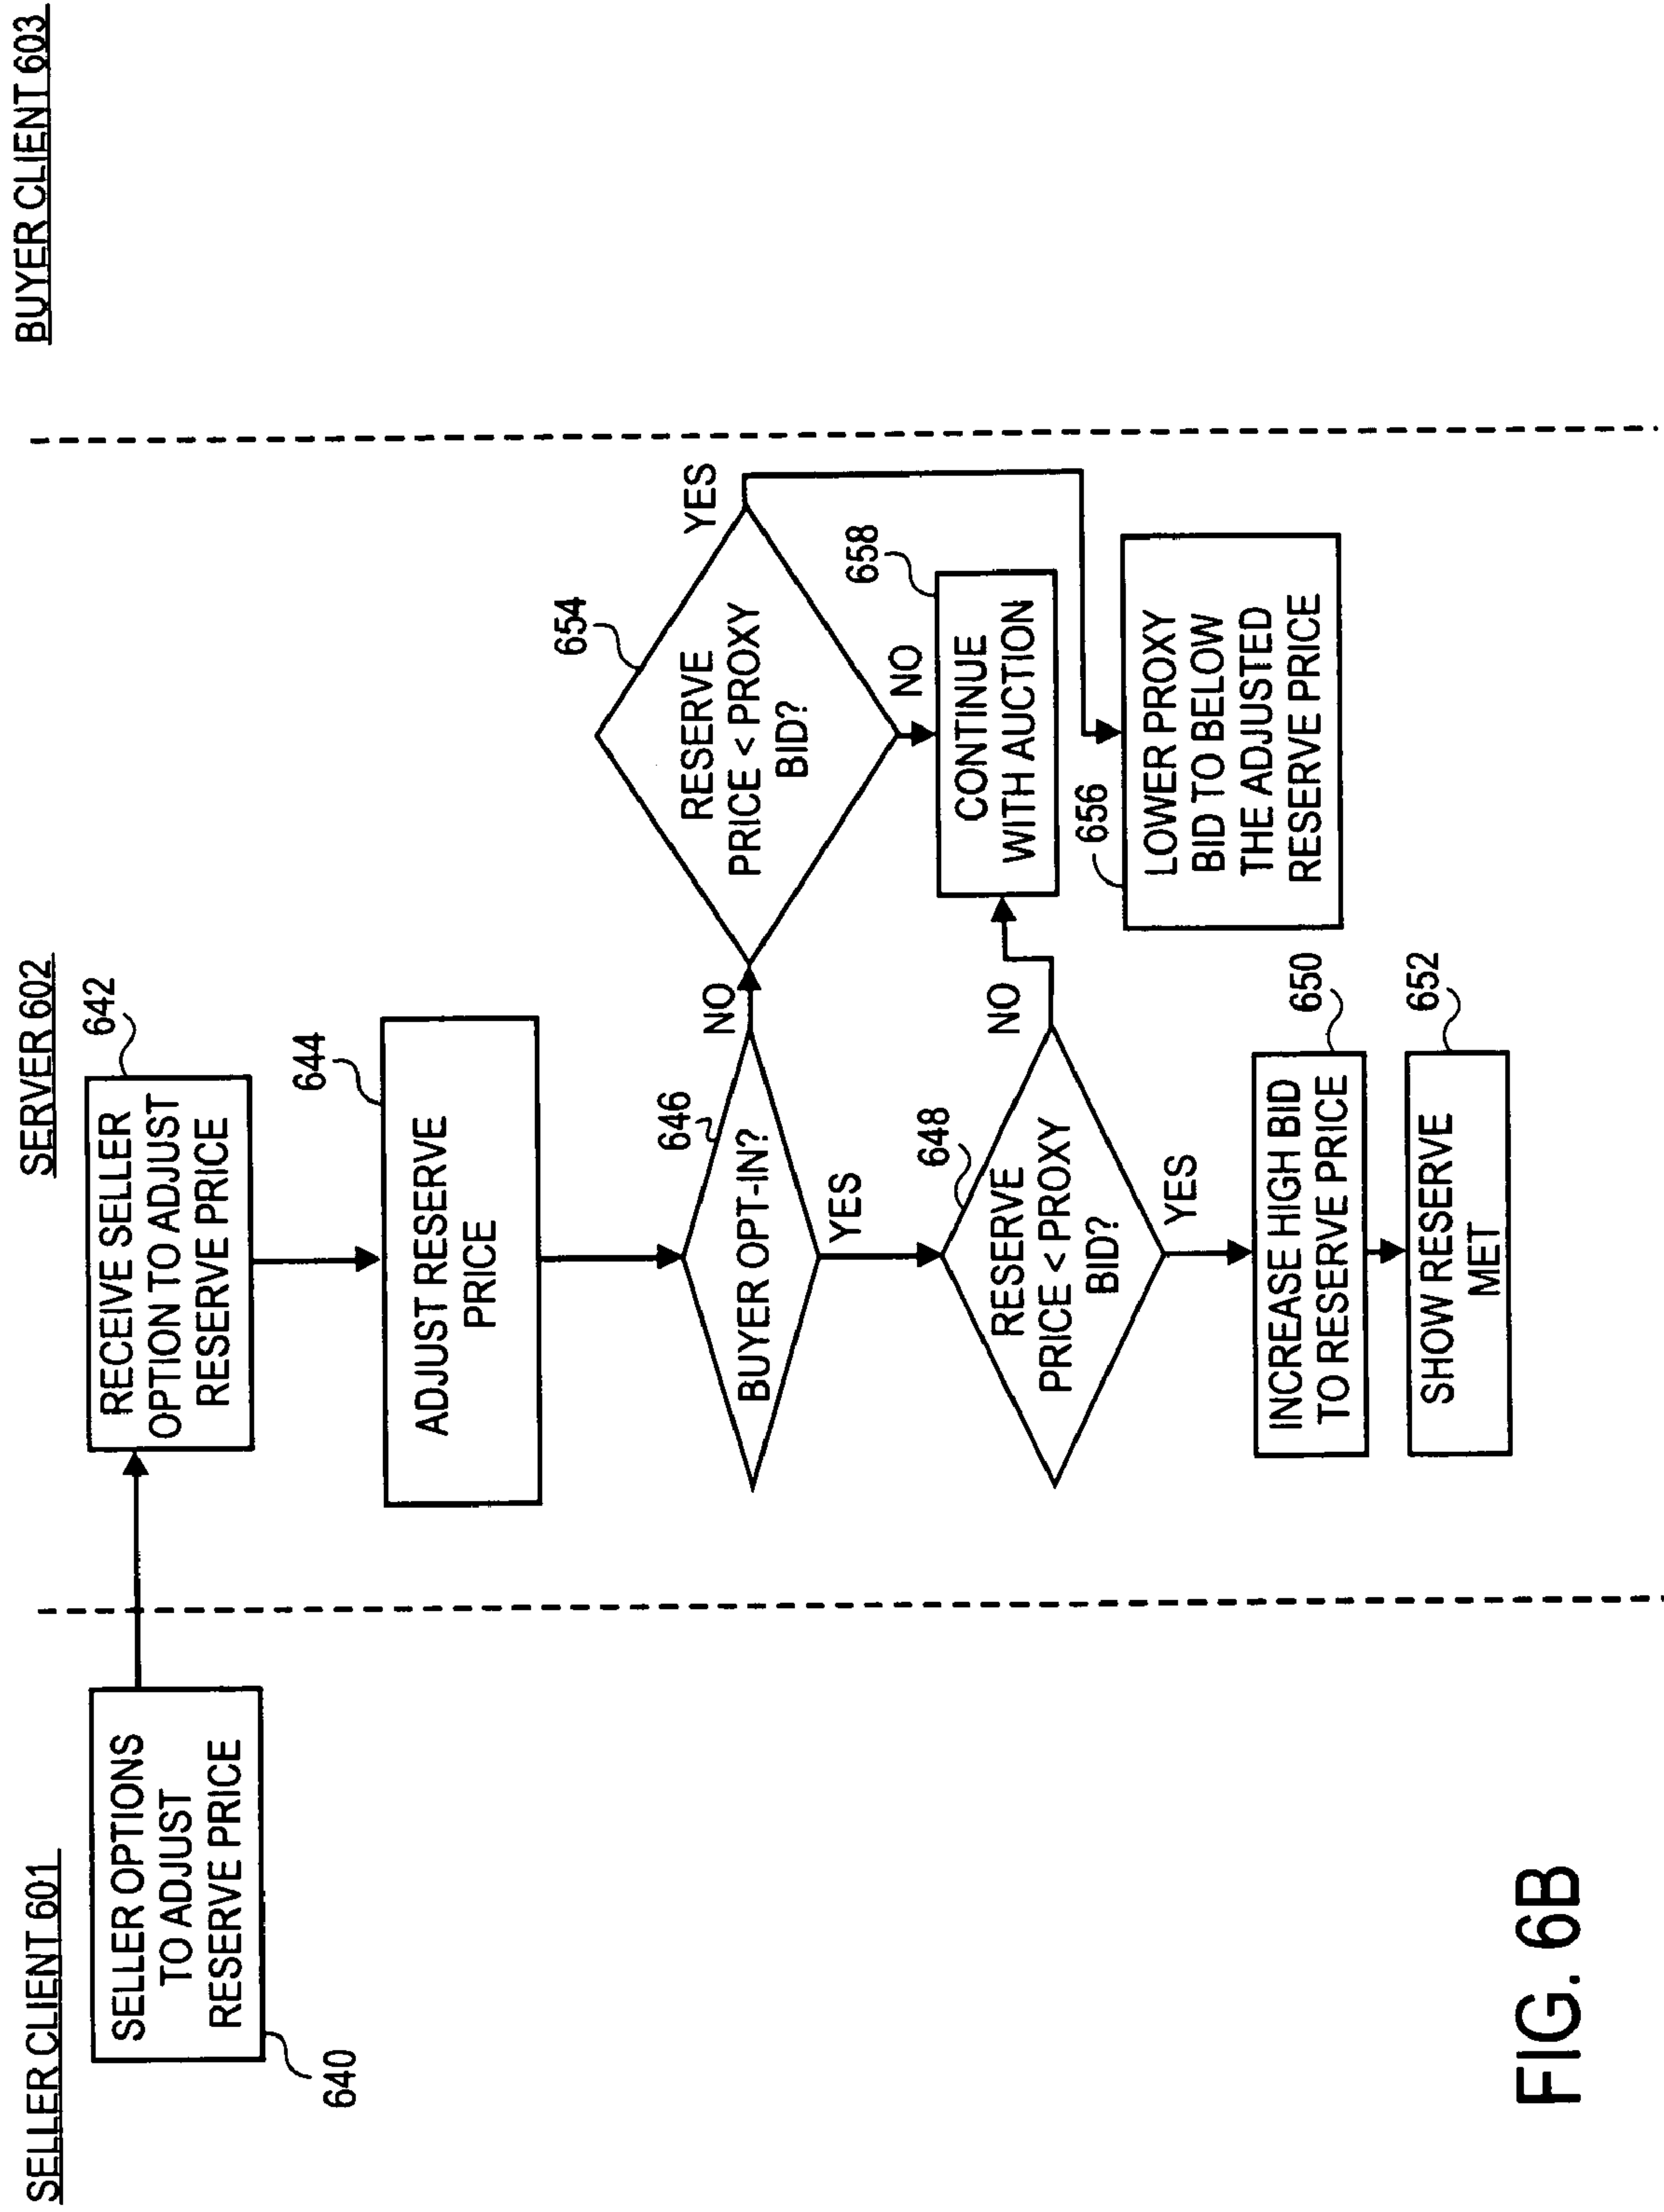 SELLER CLIENT 601
SERVER 602
BUYER CLIENT 603
SELLER OPTIONS
TO ADJUST
RESERVE PRICE
640
RECEIVE SELLER
OPTION TO ADJUST
RESERVE PRICE
642
ADJUST RESERVE
PRICE
644
BUYER OPT-IN?
646
NO
YES
RESERVE
PRICE < PROXY
BID?
654
YES
NO
RESERVE
PRICE < PROXY
BID?
648
NO
YES
CONTINUE
WITH AUCTION
658
LOWER PROXY
BID TO BELOW
THE ADJUSTED
RESERVE PRICE
656
INCREASE HIGH BID
TO RESERVE PRICE
650
SHOW RESERVE
MET
652
FIG. 6B